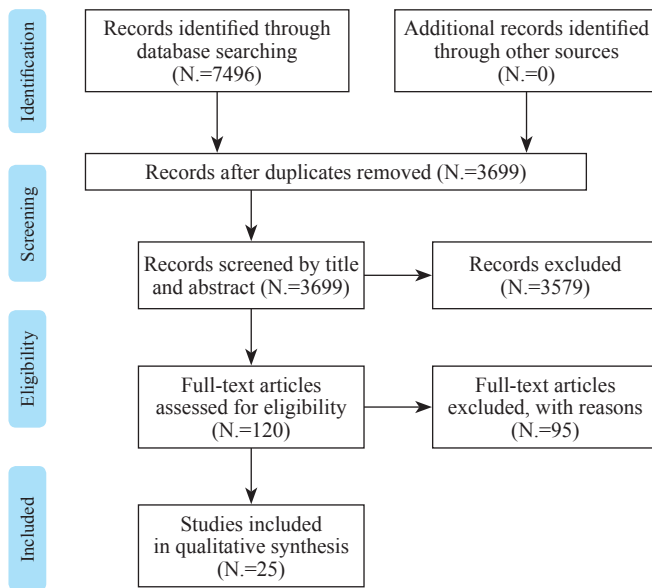 Identification
Records identified through
database searching
(N.=7496)
Additional records identified
through other sources
(N.=0)
Screening
Records after duplicates removed (N.=3699)
Records screened by title
and abstract (N.=3699)
Records excluded
(N.=3579)
Eligibility
Full-text articles
assessed for eligibility
(N.=120)
Full-text articles
excluded, with reasons
(N.=95)
Included
Studies included
in qualitative synthesis
(N.=25)